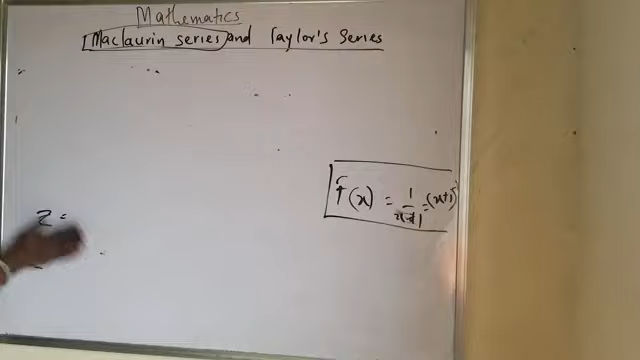 Mathematics
Maclaurin series and Taylor's Series
f(x) = 1/x+1 = (x+1)
Z =